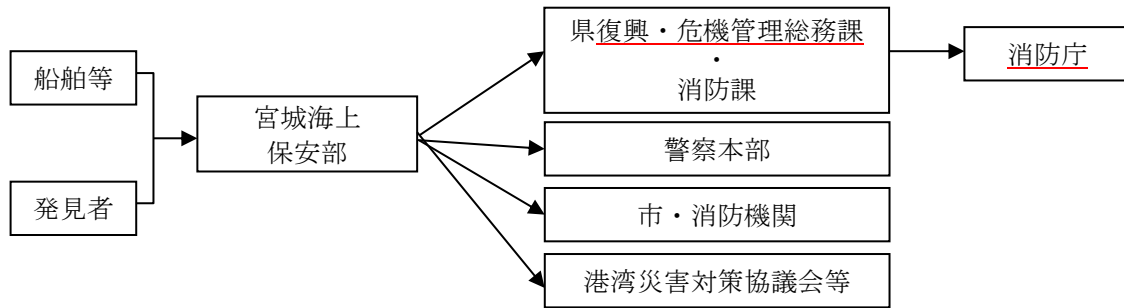 船舶等
発見者
宮城海上
保安部
県復興・危機管理総務課
・
消防課
消防庁
警察本部
市・消防機関
港湾災害対策協議会等